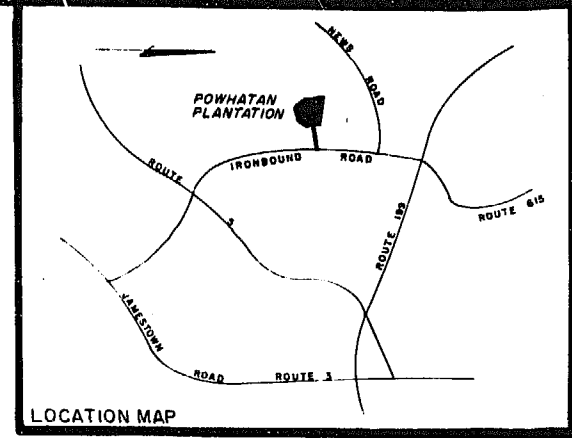 NEWS ROAD
POWHATAN
PLANTATION
IRONBOUND ROAD
ROUTE 5
ROUTE 199
ROUTE 615
JAMESTOWN ROAD ROUTE 5
LOCATION MAP